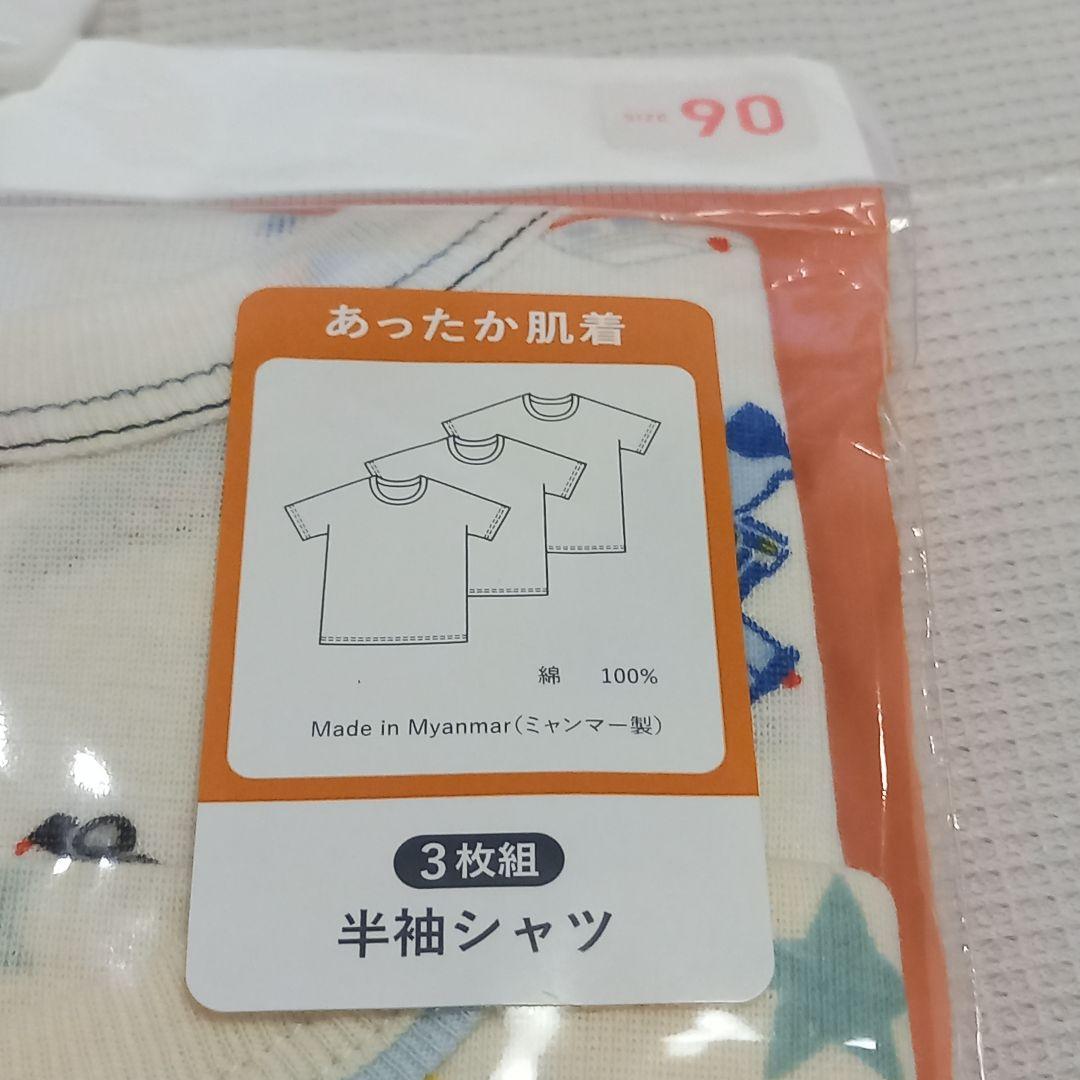 SIZE 90
あったか肌着
綿 100%
Made in Myanmar(ミャンマー製)
3枚組
半袖シャツ